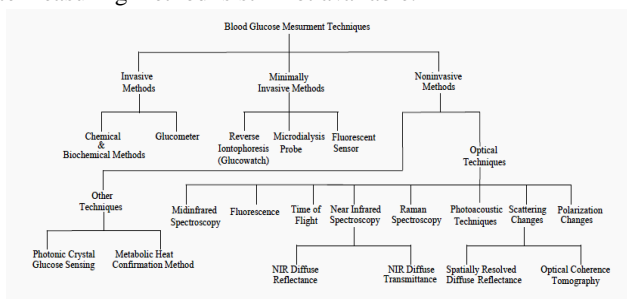 Blood Glucose Mesurment Techniques
Invasive
Methods
Minimally
Invasive Methods
Noninvasive
Methods
Chemical
&
Biochemical Methods
Glucometer
Reverse
Iontophoresis
(Glucowatch)
Microdialysis
Probe
Fluorescent
Sensor
Optical
Techniques
Other
Techniques
Midinfrared
Spectroscopy
Fluorescence
Time of
Flight
Near Infrared
Spectroscopy
Raman
Spectroscopy
Photoacoustic
Techniques
Scattering
Changes
Polarization
Changes
Photonic Crystal
Glucose Sensing
Metabolic Heat
Confirmation Method
NIR Diffuse
Reflectance
NIR Diffuse
Transmittance
Spatially Resolved
Diffuse Reflectance
Optical Coherence
Tomography